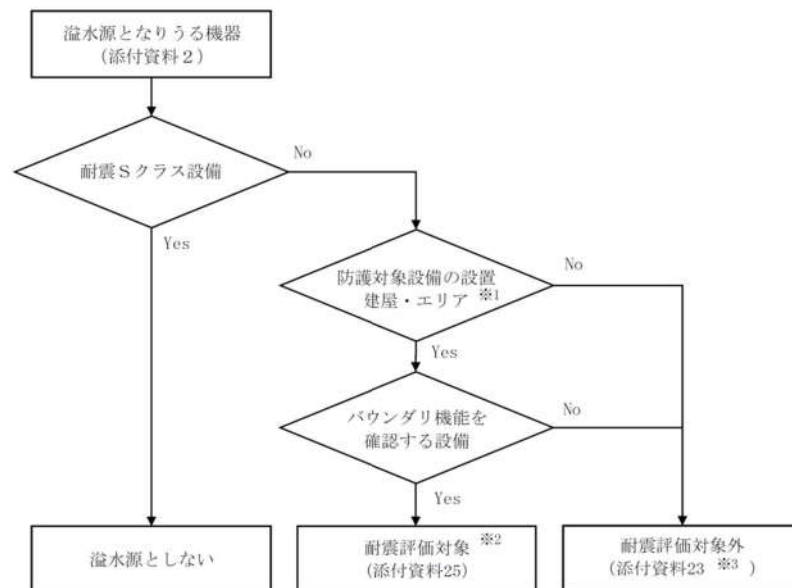 溢水源となりうる機器
(添付資料2)
耐震Sクラス設備
No
Yes
防護対象設備の設置
建屋・エリア ※1
No
Yes
バウンダリ機能を
確認する設備
No
Yes
溢水源としない
耐震評価対象 ※2
(添付資料25)
耐震評価対象外
(添付資料23 ※3 )